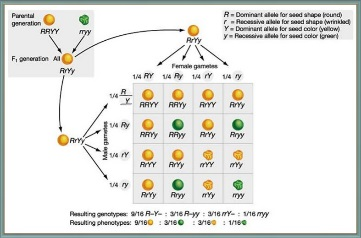 Parental generation
RRYY rryy
F1 generation All
RrYy
RrYy
R = Dominant allele for seed shape (round)
r = Recessive allele for seed shape (wrinkled)
Y = Dominant allele for seed color (yellow)
y = Recessive allele for seed color (green)
Female gametes
1/4 RY 1/4 Ry 1/4 rY 1/4 ry
RrYy
Male gametes
1/4 R Y
RRYY RRYy RrYY RrYy
1/4 Ry
RRYy RRyy RrYy Rryy
1/4 rY
RrYY RrYy rrYY rrYy
1/4 ry
RrYy Rryy rrYy rryy
Resulting genotypes: 9/16 R–Y– : 3/16 R–yy : 3/16 rrY– : 1/16 rryy
Resulting phenotypes: 9/16 : 3/16 : 3/16 : 1/16